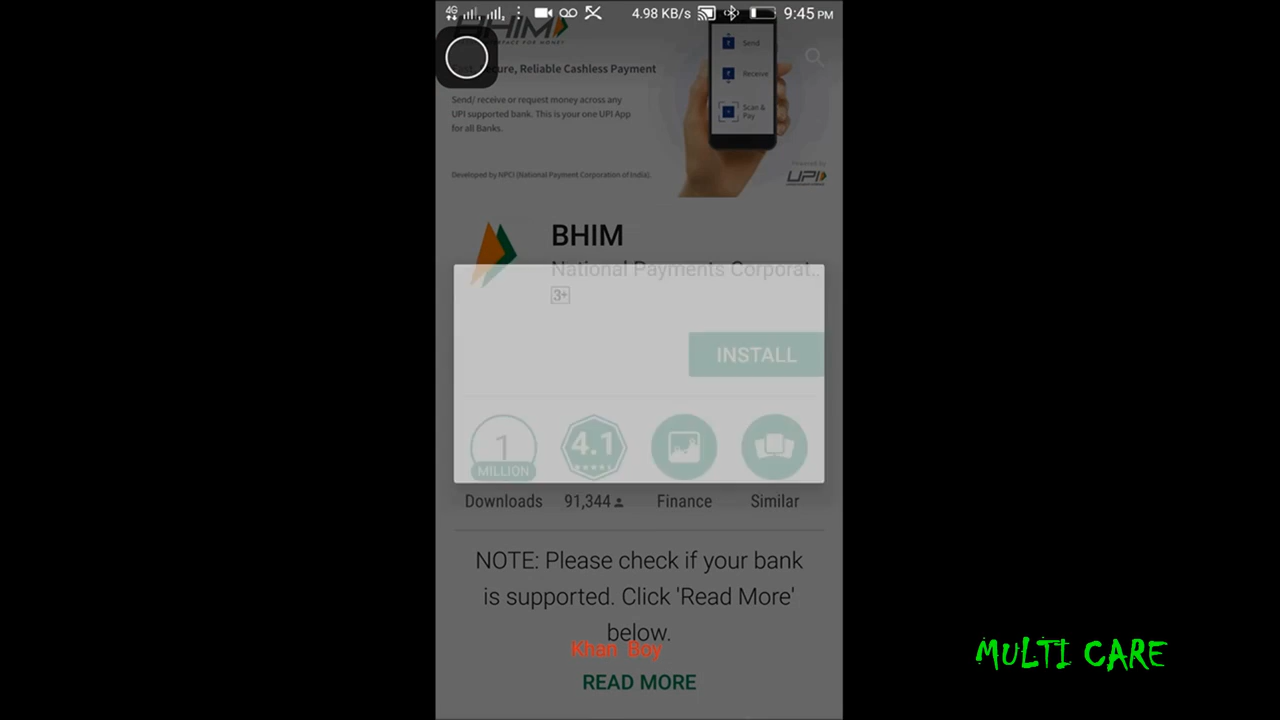 4G 4.98 KB/s 9:45 PM
BHIM
Send
Receive
Scan &
Pay
Secure, Reliable Cashless Payment
Send/ receive or request money across any
UPI supported bank. This is your one UPI App
for all Banks.
Powered by
UPI
Developed by NPCI (National Payment Corporation of India).
BHIM
National Payments Corporat..
3+
INSTALL
1
MILLION
4.1
Downloads
91,344
Finance
Similar
NOTE: Please check if your bank
is supported. Click 'Read More'
below.
Khan Boy
READ MORE
MULTI CARE